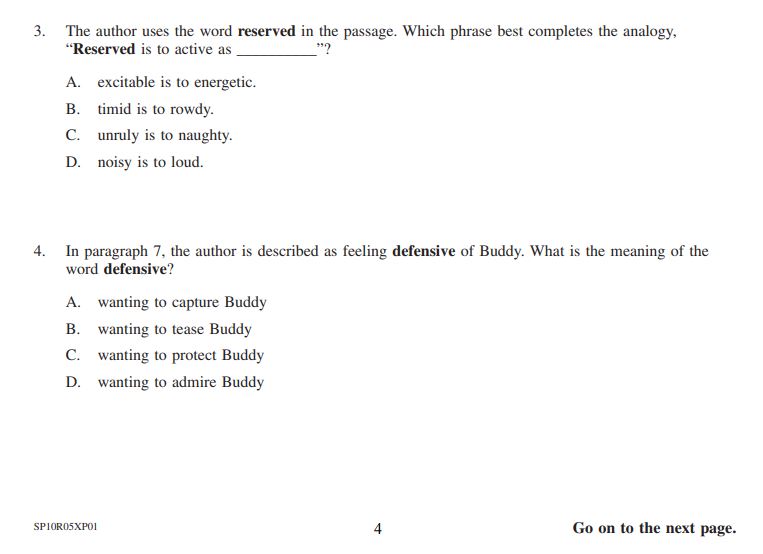 3. The author uses the word reserved in the passage. Which phrase best completes the analogy,
“Reserved is to active as __________”?
A. excitable is to energetic.
B. timid is to rowdy.
C. unruly is to naughty.
D. noisy is to loud.
4. In paragraph 7, the author is described as feeling defensive of Buddy. What is the meaning of the
word defensive?
A. wanting to capture Buddy
B. wanting to tease Buddy
C. wanting to protect Buddy
D. wanting to admire Buddy
SP10R05XP01 4 Go on to the next page.